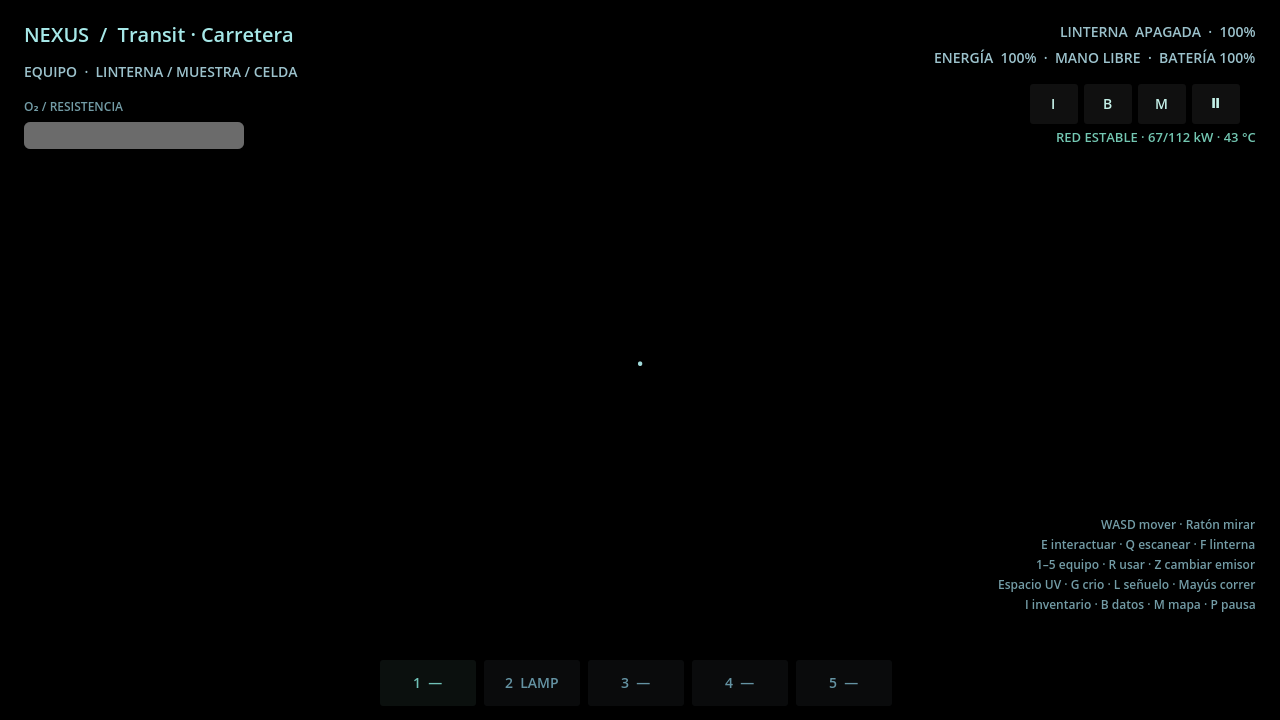 NEXUS / Transit · Carretera
EQUIPO · LINTERNA / MUESTRA / CELDA
O₂ / RESISTENCIA
LINTERNA APAGADA · 100%
ENERGÍA 100% · MANO LIBRE · BATERÍA 100%
I B M II
RED ESTABLE · 67/112 kW · 43 °C
WASD mover · Ratón mirar
E interactuar · Q escanear · F linterna
1–5 equipo · R usar · Z cambiar emisor
Espacio UV · G crio · L señuelo · Mayús correr
I inventario · B datos · M mapa · P pausa
1 — 2 LAMP 3 — 4 — 5 —